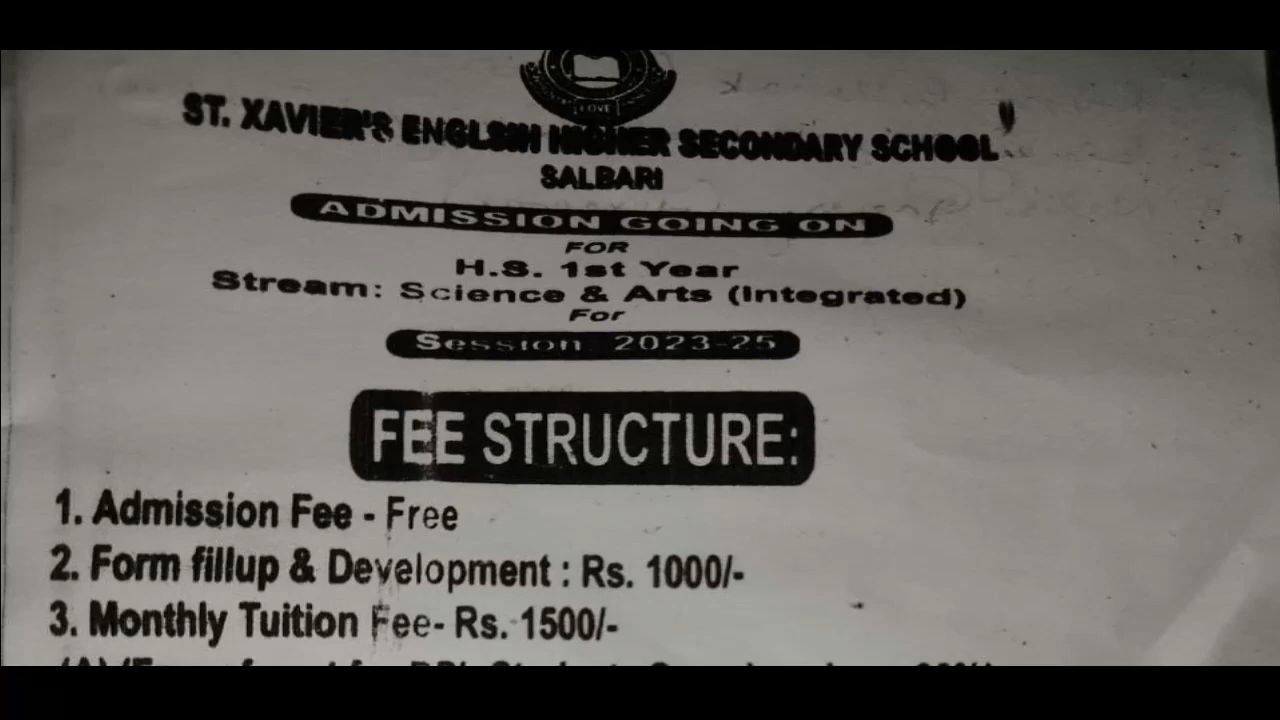 LOVE
ST. XAVIER'S ENGLSIH HIGHER SECONDARY SCHOOL
SALBARI
ADMISSION GOING ON
FOR
H.S. 1st Year
Stream: Science & Arts (Integrated)
For
Session 2023-25
FEE STRUCTURE:
1. Admission Fee - Free
2. Form fillup & Development : Rs. 1000/-
3. Monthly Tuition Fee- Rs. 1500/-